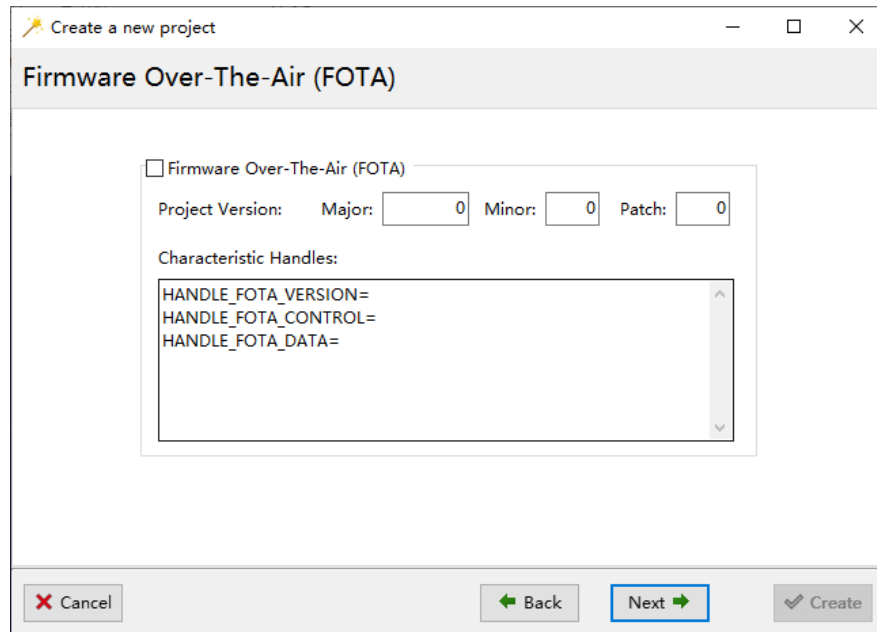 Create a new project
Firmware Over-The-Air (FOTA)
Firmware Over-The-Air (FOTA)
Project Version: Major: 0 Minor: 0 Patch: 0
Characteristic Handles:
HANDLE_FOTA_VERSION=
HANDLE_FOTA_CONTROL=
HANDLE_FOTA_DATA=
Cancel Back Next Create